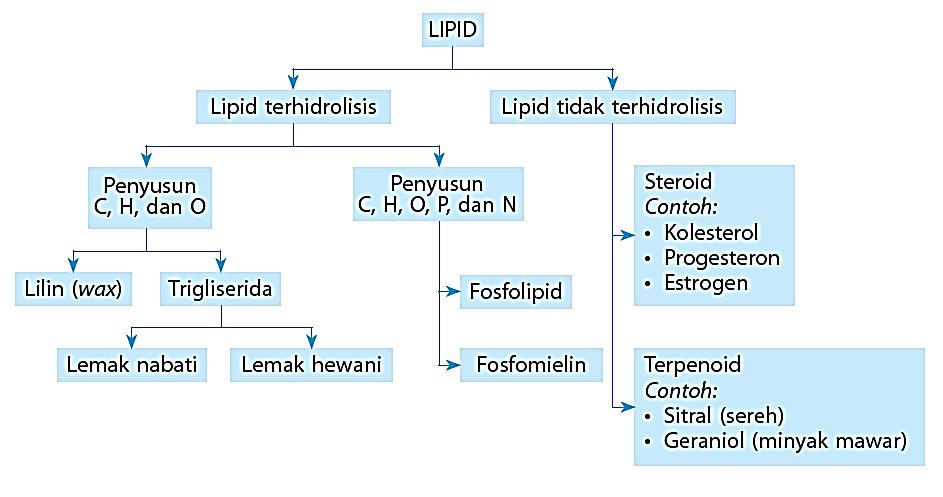 LIPID
Lipid terhidrolisis
Lipid tidak terhidrolisis
Penyusun
C, H, dan O
Penyusun
C, H, O, P, dan N
Steroid
Contoh:
• Kolesterol
• Progesteron
• Estrogen
Lilin (wax)
Trigliserida
Fosfolipid
Lemak nabati
Lemak hewani
Fosfomielin
Terpenoid
Contoh:
• Sitral (sereh)
• Geraniol (minyak mawar)